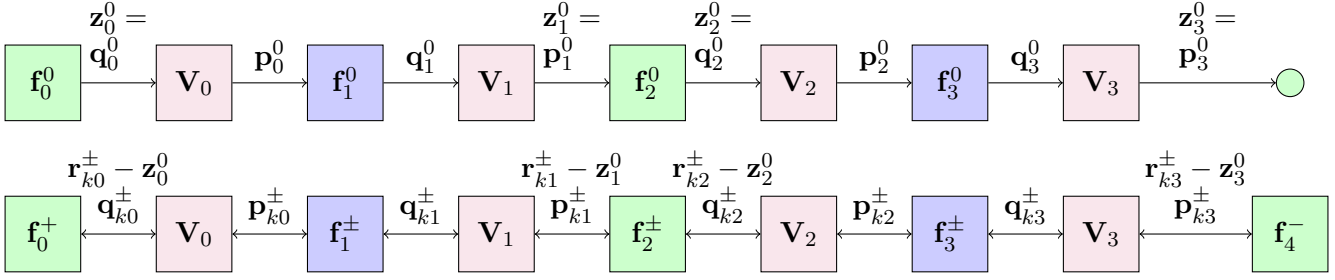 z_0^0 = z_1^0 = z_2^0 = z_3^0 =
f_0^0 q_0^0 V_0 p_0^0 f_1^0 q_1^0 V_1 p_1^0 f_2^0 q_2^0 V_2 p_2^0 f_3^0 q_3^0 V_3 p_3^0
r_{k0}^± − z_0^0 r_{k1}^± − z_1^0 r_{k2}^± − z_2^0 r_{k3}^± − z_3^0
f_0^+ q_{k0}^± V_0 p_{k0}^± f_1^± q_{k1}^± V_1 p_{k1}^± f_2^± q_{k2}^± V_2 p_{k2}^± f_3^± q_{k3}^± V_3 p_{k3}^± f_4^−